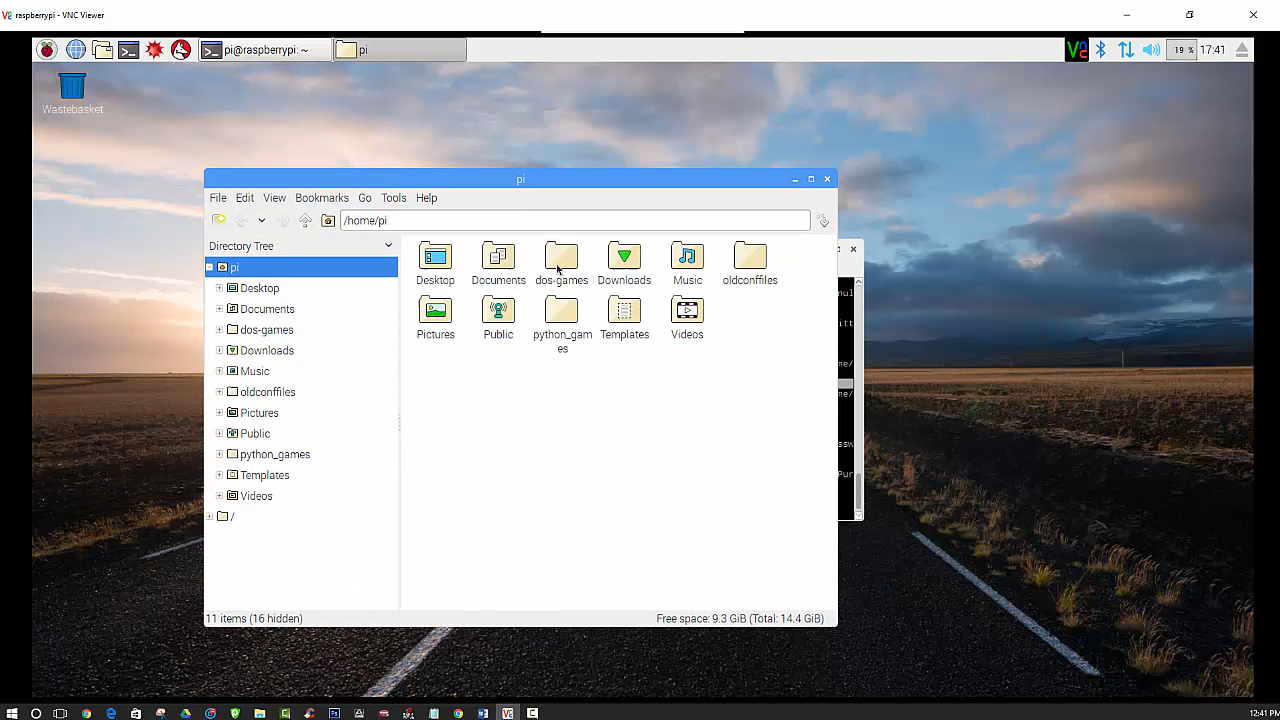 raspberrypi - VNC Viewer
pi@raspberrypi: ~
pi
19 %
17:41
Wastebasket
pi
File Edit View Bookmarks Go Tools Help
/home/pi
Directory Tree
pi
Desktop
Documents
dos-games
Downloads
Music
oldconffiles
Pictures
Public
python_games
Templates
Videos
/
Desktop Documents dos-games Downloads Music oldconffiles
Pictures Public python_gam
es Templates Videos
11 items (16 hidden)
Free space: 9.3 GiB (Total: 14.4 GiB)
12:41 PM